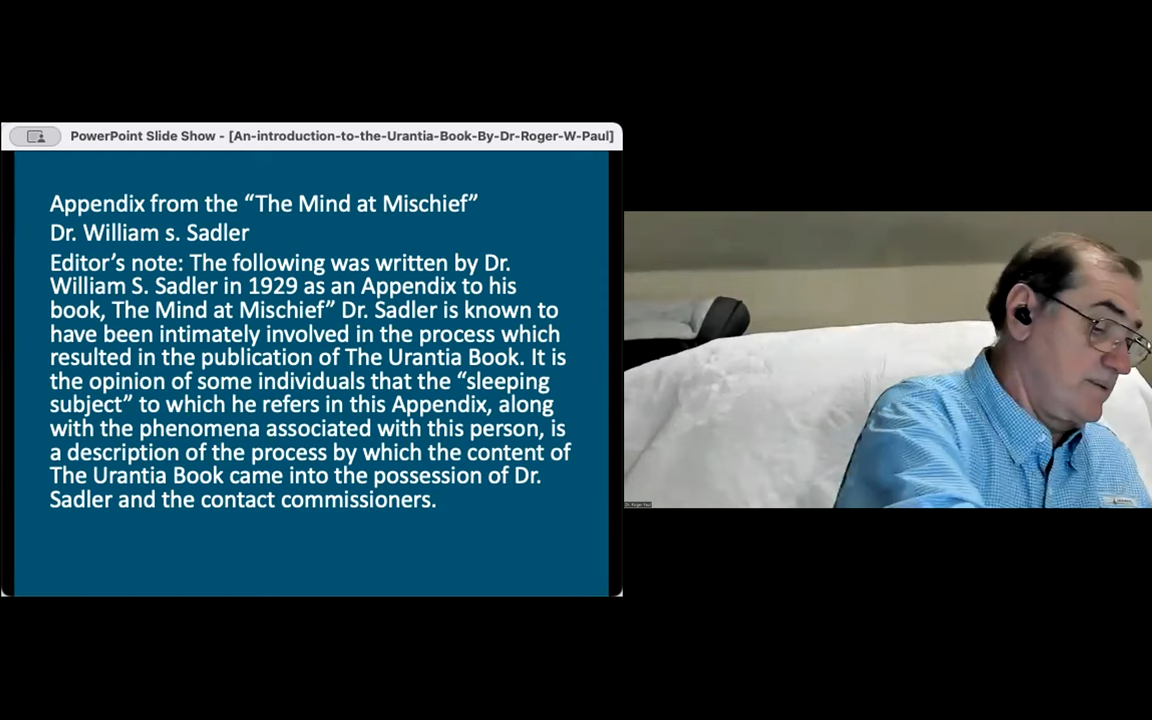 PowerPoint Slide Show - [An-introduction-to-the-Urantia-Book-By-Dr-Roger-W-Paul]
Appendix from the “The Mind at Mischief”
Dr. William s. Sadler
Editor’s note: The following was written by Dr.
William S. Sadler in 1929 as an Appendix to his
book, The Mind at Mischief” Dr. Sadler is known to
have been intimately involved in the process which
resulted in the publication of The Urantia Book. It is
the opinion of some individuals that the “sleeping
subject” to which he refers in this Appendix, along
with the phenomena associated with this person, is
a description of the process by which the content of
The Urantia Book came into the possession of Dr.
Sadler and the contact commissioners.